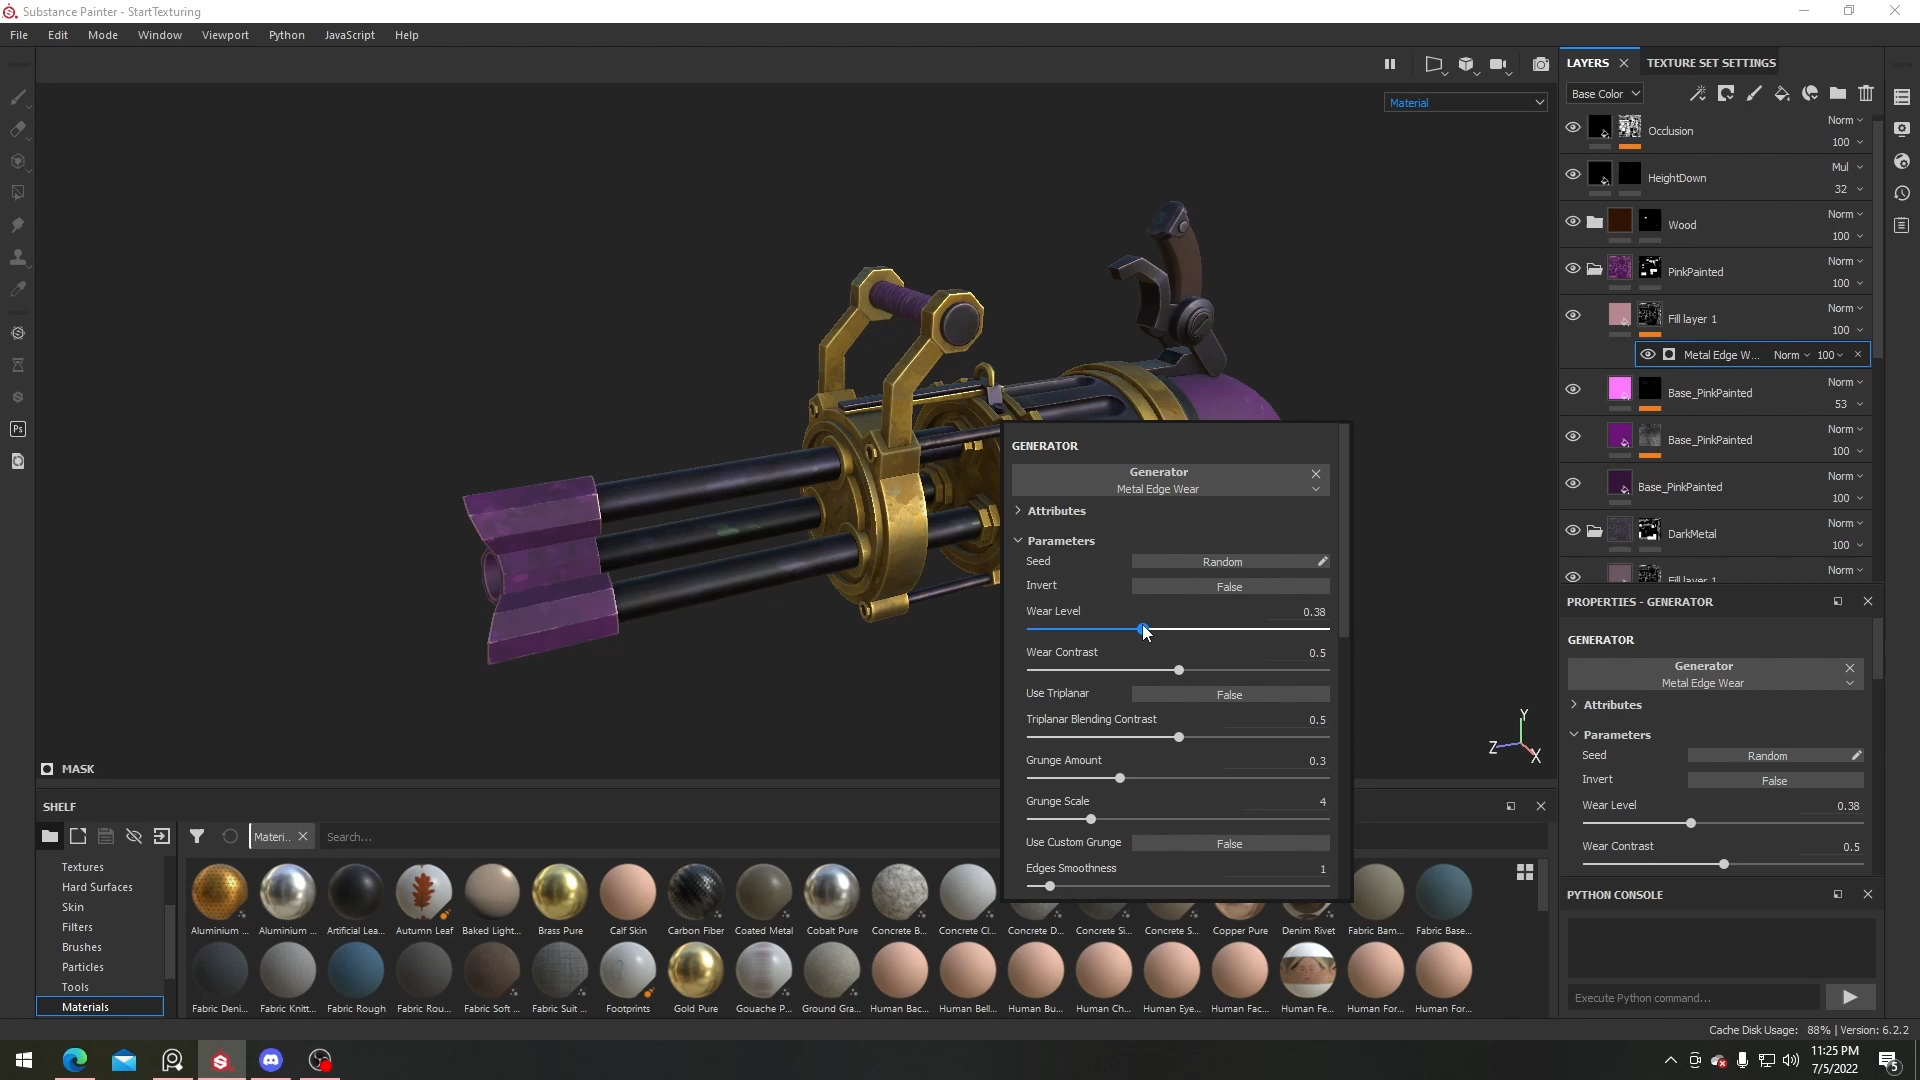 Substance Painter - StartTexturing
File Edit Mode Window Viewport Python JavaScript Help
Material
LAYERS
TEXTURE SET SETTINGS
Base Color
Occlusion
Norm
100
HeightDown
Mul
32
Wood
Norm
100
PinkPainted
Norm
100
Fill layer 1
Norm
100
Metal Edge W... Norm 100
Base_PinkPainted
Norm
53
Base_PinkPainted
Norm
100
Base_PinkPainted
Norm
100
DarkMetal
Norm
100
Fill layer 1
Norm
GENERATOR
Generator
Metal Edge Wear
Attributes
Parameters
Seed Random
Invert False
Wear Level 0.38
Wear Contrast 0.5
Use Triplanar False
Triplanar Blending Contrast 0.5
Grunge Amount 0.3
Grunge Scale 4
Use Custom Grunge False
Edges Smoothness 1
PROPERTIES - GENERATOR
GENERATOR
Generator
Metal Edge Wear
Attributes
Parameters
Seed Random
Invert False
Wear Level 0.38
Wear Contrast 0.5
PYTHON CONSOLE
Execute Python command...
Y
Z
X
MASK
SHELF
Ps
Materi..
Search...
Textures
Hard Surfaces
Skin
Filters
Brushes
Particles
Tools
Materials
Aluminium ... Aluminium ... Artificial Lea... Autumn Leaf Baked Light... Brass Pure Calf Skin Carbon Fiber Coated Metal Cobalt Pure Concrete B... Concrete Cl... Concrete D... Concrete Si... Concrete S... Copper Pure Denim Rivet Fabric Bam... Fabric Base...
Fabric Deni... Fabric Knitt... Fabric Rough Fabric Rou... Fabric Soft ... Fabric Suit ... Footprints Gold Pure Gouache P... Ground Gra... Human Bac... Human Bell... Human Bu... Human Ch... Human Eye... Human Fac... Human Fe... Human For... Human For...
Cache Disk Usage: 88% | Version: 6.2.2
11:25 PM
7/5/2022
5